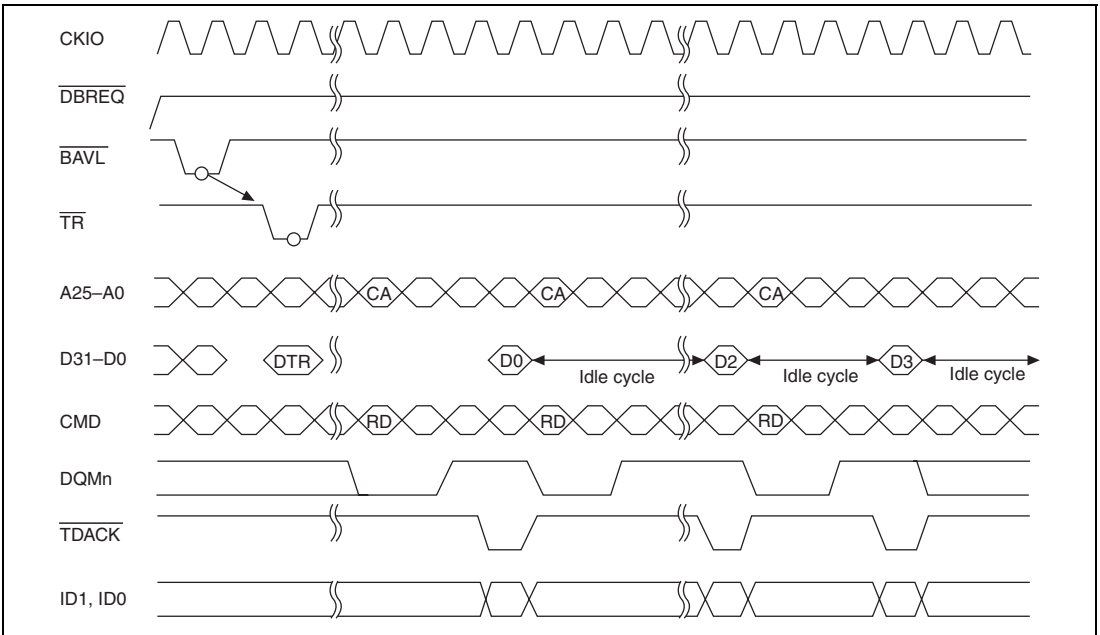 CKIO
DBREQ
BAVL
TR
A25–A0 CA CA CA
D31–D0 DTR D0 Idle cycle D2 Idle cycle D3 Idle cycle
CMD RD RD RD
DQMn
TDACK
ID1, ID0